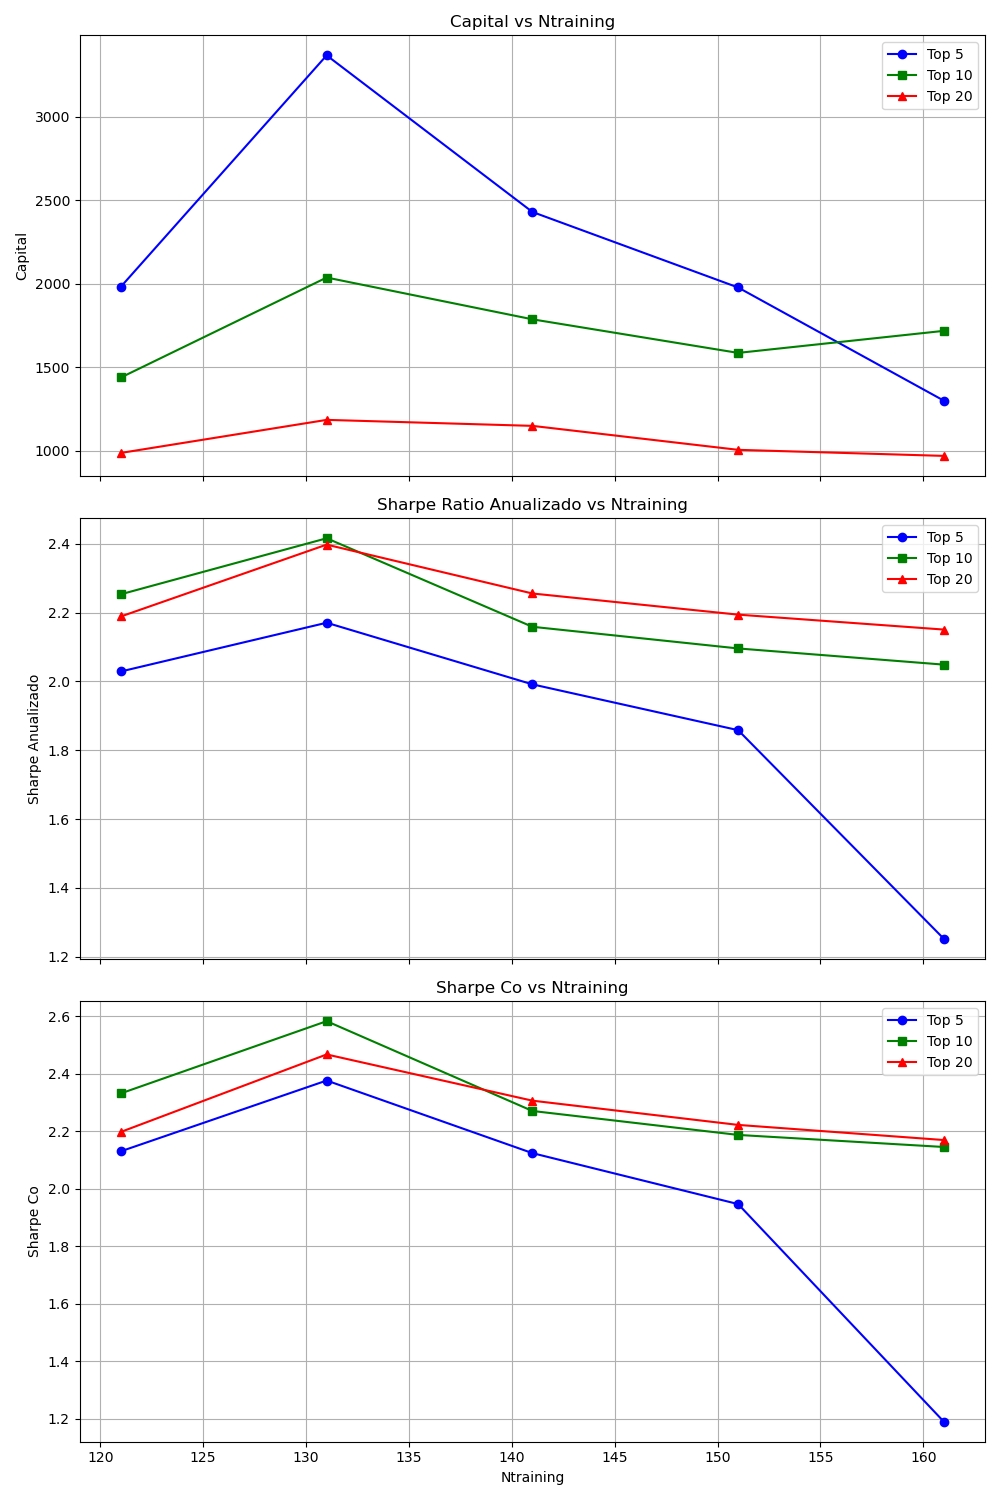 Capital vs Ntraining
Top 5
Top 10
Top 20
3000
2500
2000
1500
1000
Capital
Sharpe Ratio Anualizado vs Ntraining
Top 5
Top 10
Top 20
2.4
2.2
2.0
1.8
1.6
1.4
1.2
Sharpe Anualizado
Sharpe Co vs Ntraining
Top 5
Top 10
Top 20
2.6
2.4
2.2
2.0
1.8
1.6
1.4
1.2
Sharpe Co
120 125 130 135 140 145 150 155 160
Ntraining